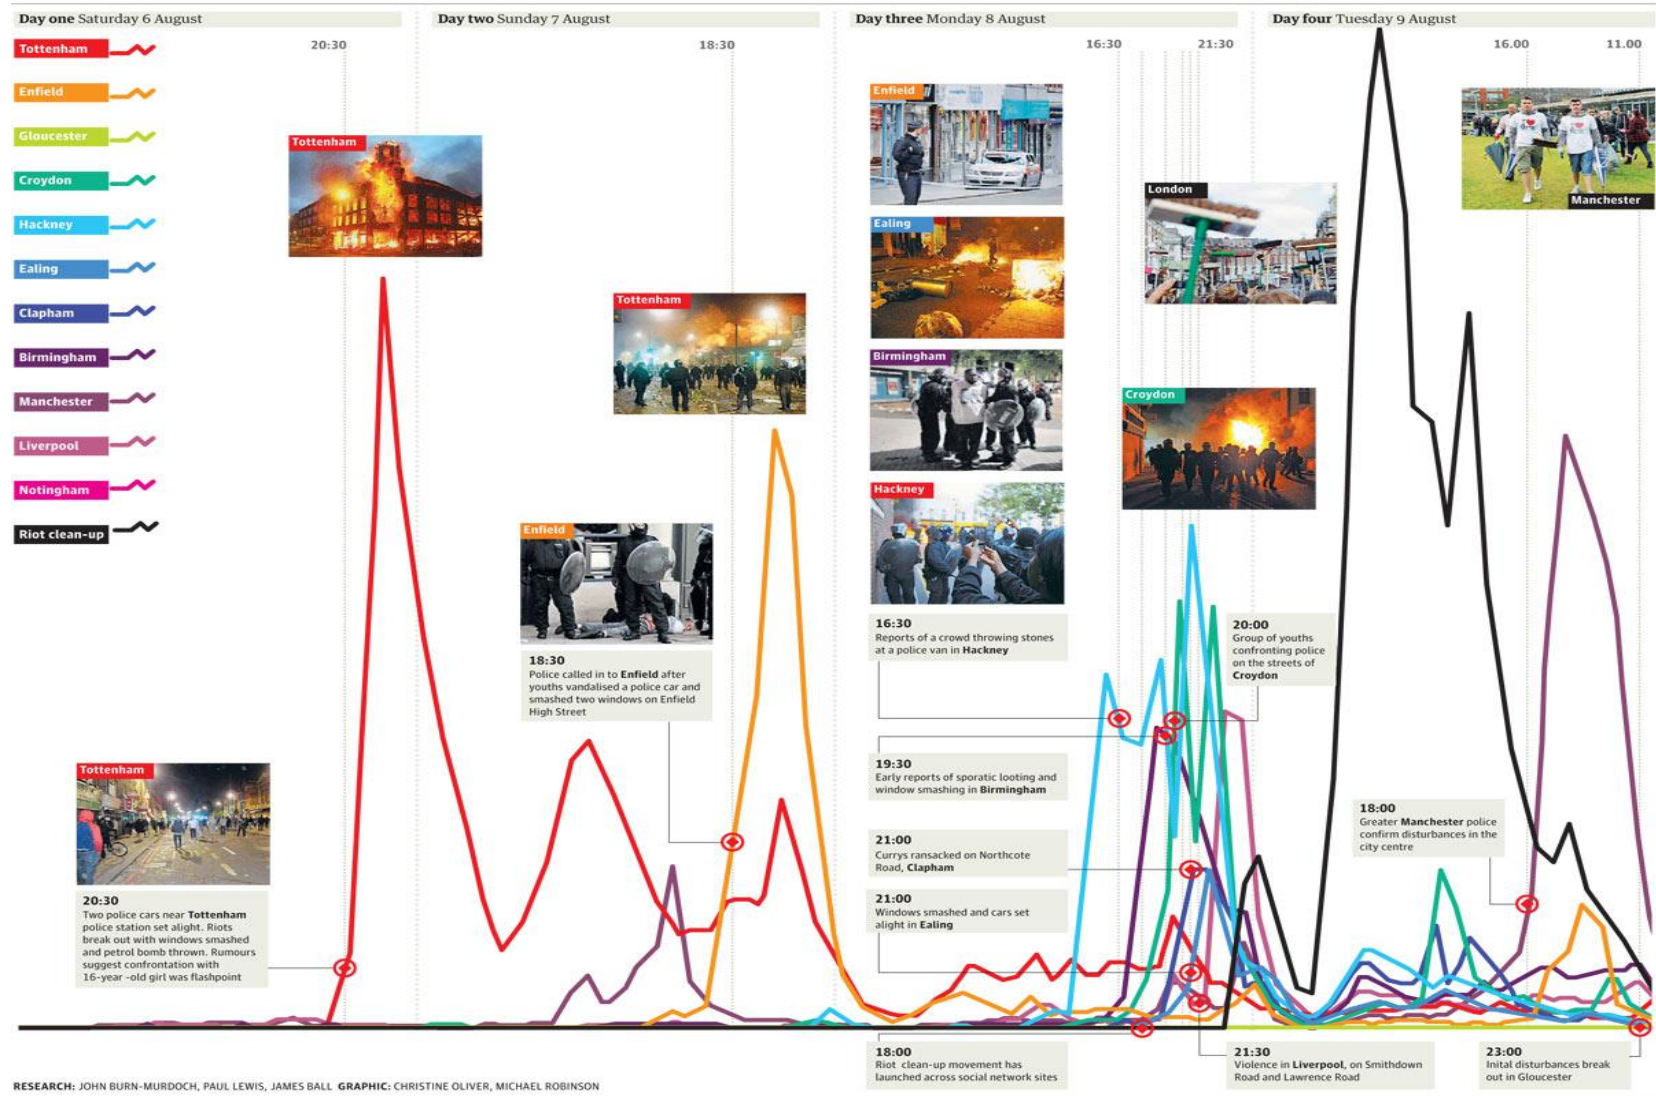 Day one Saturday 6 August
Day two Sunday 7 August
Day three Monday 8 August
Day four Tuesday 9 August
20:30
18:30
16:30
21:30
16.00
11.00
Tottenham
Enfield
Gloucester
Croydon
Hackney
Ealing
Clapham
Birmingham
Manchester
Liverpool
Notingham
Riot clean-up
Tottenham
Tottenham
Enfield
Tottenham
Enfield
Ealing
Birmingham
Hackney
London
Croydon
Manchester
20:30
Two police cars near Tottenham
police station set alight. Riots
break out with windows smashed
and petrol bomb thrown. Rumours
suggest confrontation with
16-year -old girl was flashpoint
18:30
Police called in to Enfield after
youths vandalised a police car and
smashed two windows on Enfield
High Street
16:30
Reports of a crowd throwing stones
at a police van in Hackney
19:30
Early reports of sporatic looting and
window smashing in Birmingham
21:00
Currys ransacked on Northcote
Road, Clapham
21:00
Windows smashed and cars set
alight in Ealing
18:00
Riot clean-up movement has
launched across social network sites
20:00
Group of youths
confronting police
on the streets of
Croydon
21:30
Violence in Liverpool, on Smithdown
Road and Lawrence Road
18:00
Greater Manchester police
confirm disturbances in the
city centre
23:00
Inital disturbances break
out in Gloucester
RESEARCH: JOHN BURN-MURDOCH, PAUL LEWIS, JAMES BALL GRAPHIC: CHRISTINE OLIVER, MICHAEL ROBINSON